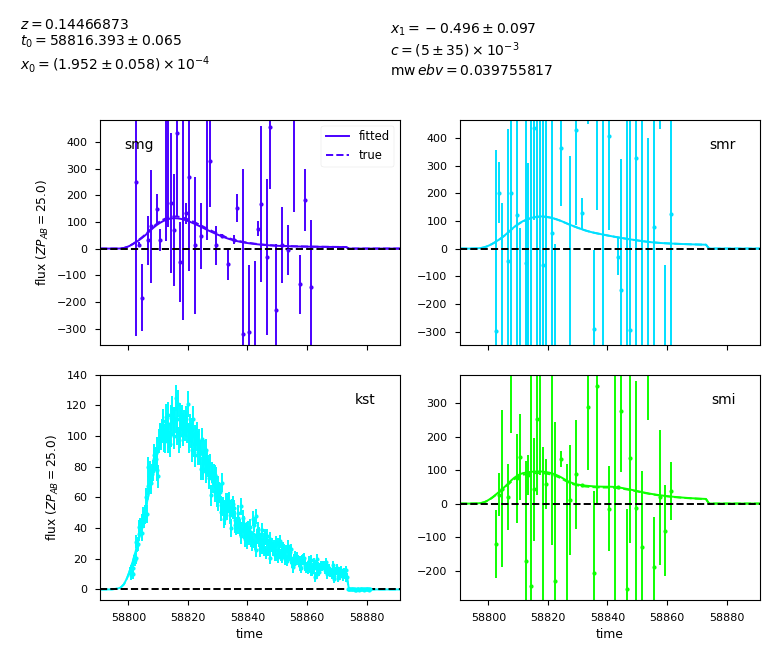 z = 0.14466873
t₀ = 58816.393 ± 0.065
x₀ = (1.952 ± 0.058) × 10⁻⁴
x₁ = −0.496 ± 0.097
c = (5 ± 35) × 10⁻³
mw ebv = 0.039755817
smg
fitted
true
400
300
200
100
0
−100
−200
−300
flux (ZP_AB = 25.0)
smr
400
300
200
100
0
−100
−200
−300
kst
140
120
100
80
60
40
20
0
flux (ZP_AB = 25.0)
58800 58820 58840 58860 58880
time
smi
300
200
100
0
−100
−200
58800 58820 58840 58860 58880
time